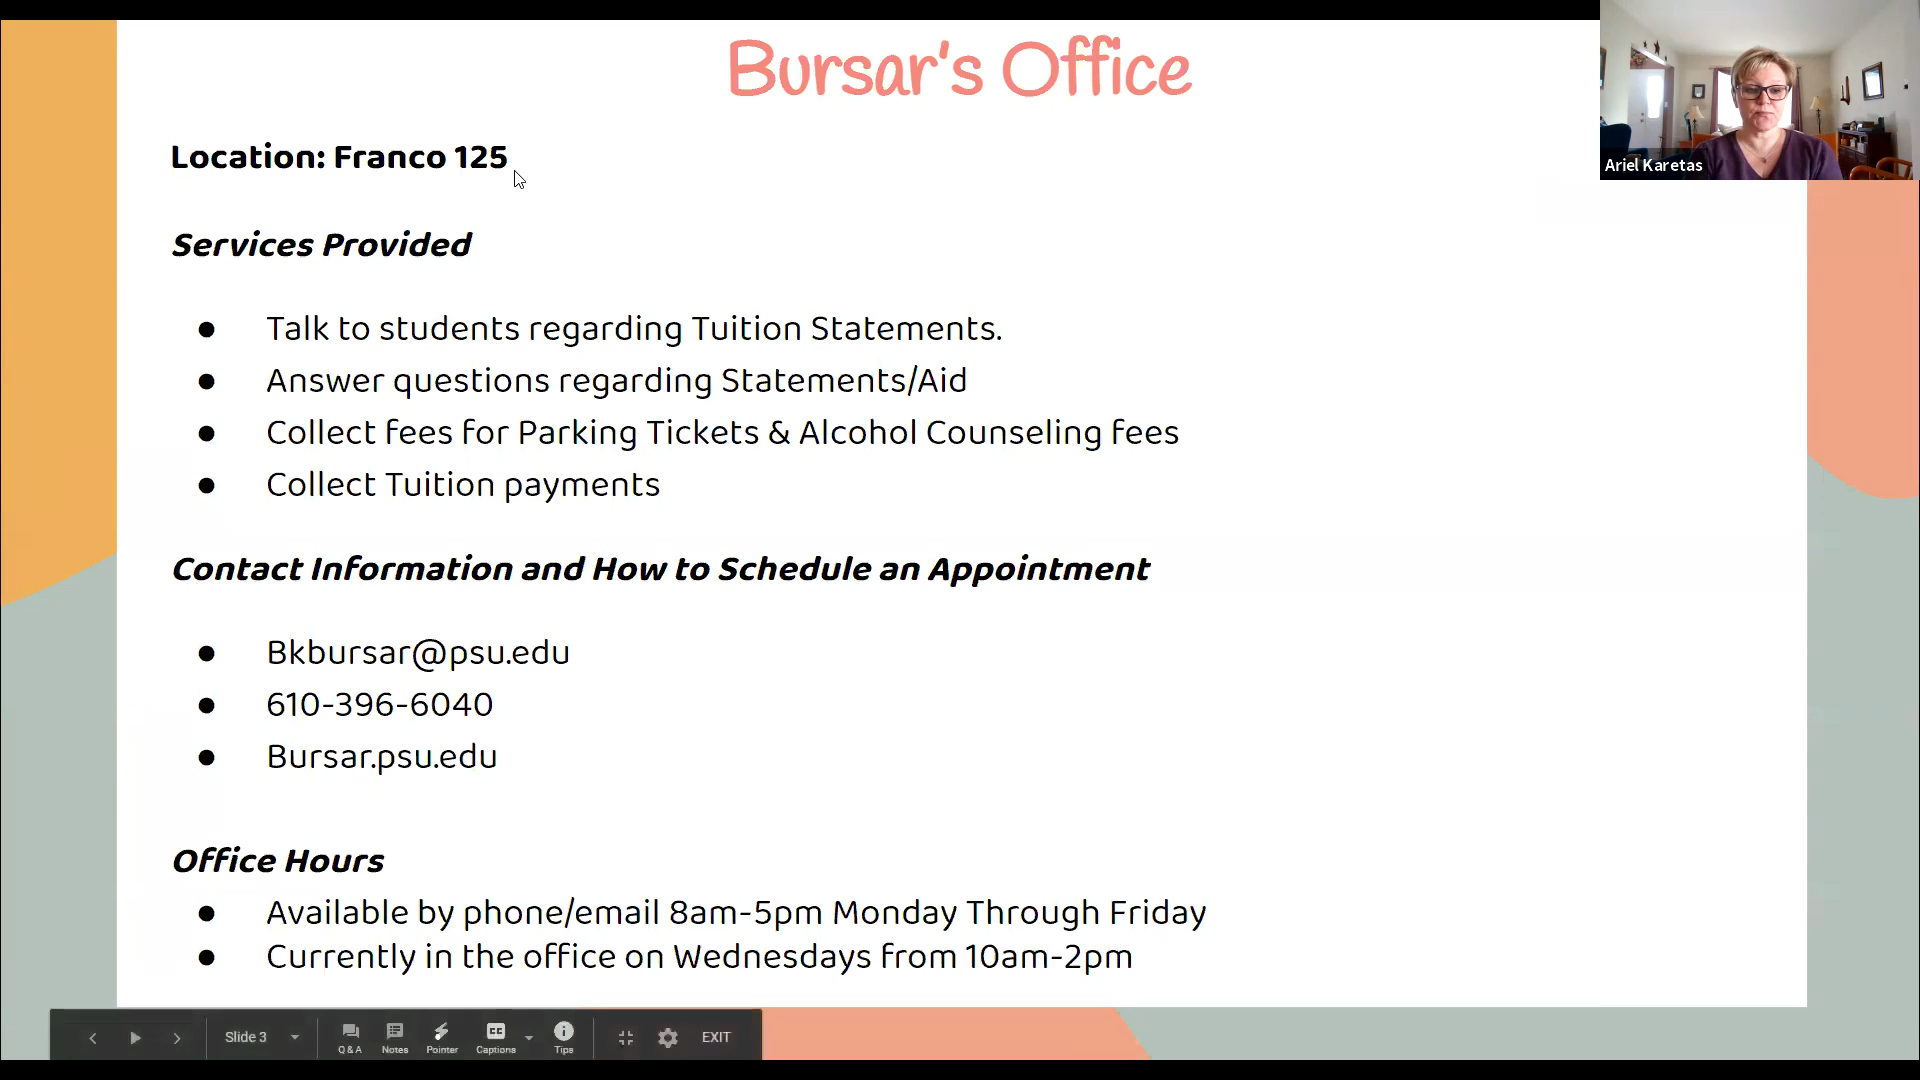 Bursar's Office
Ariel Karetas
Location: Franco 125
Services Provided
● Talk to students regarding Tuition Statements.
● Answer questions regarding Statements/Aid
● Collect fees for Parking Tickets & Alcohol Counseling fees
● Collect Tuition payments
Contact Information and How to Schedule an Appointment
● Bkbursar@psu.edu
● 610-396-6040
● Bursar.psu.edu
Office Hours
● Available by phone/email 8am-5pm Monday Through Friday
● Currently in the office on Wednesdays from 10am-2pm
Slide 3 Q & A Notes Pointer CC Captions Tips EXIT